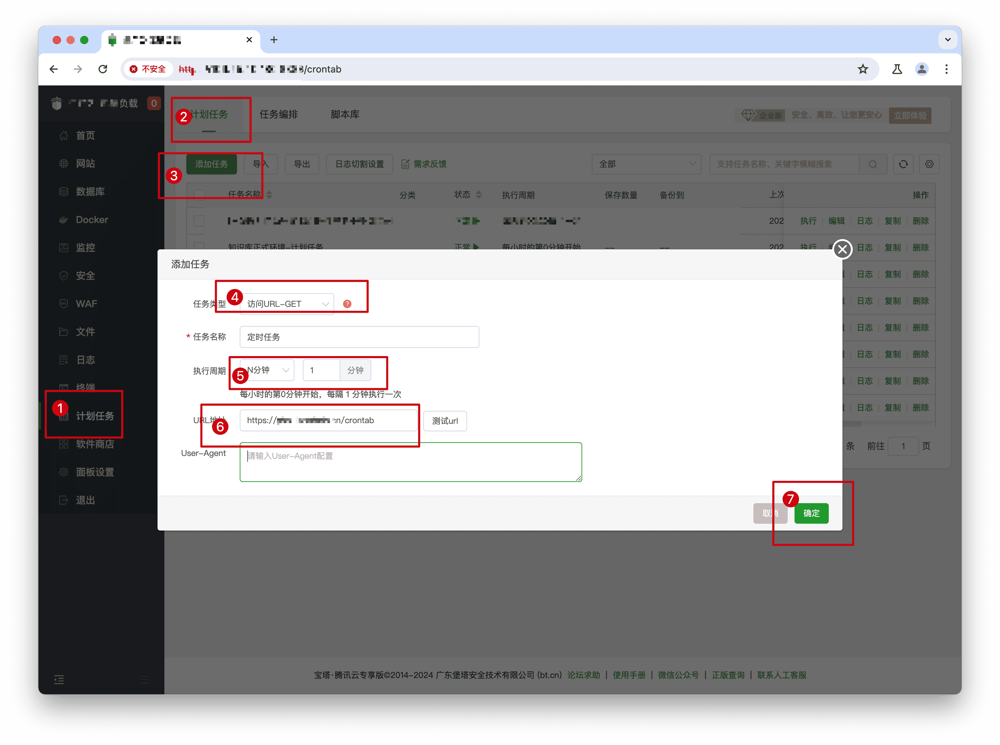 不安全 /crontab
负载 0
首页
网站
数据库
Docker
监控
安全
WAF
文件
日志
终端
1
计划任务
软件商店
面板设置
退出
2 计划任务 任务编排 脚本库 企业版 安全、高效、让您更安心 立即体验
3 添加任务 导入 导出 日志切割设置 需求反馈 全部 支持任务名称、关键字模糊搜索
任务名称 分类 状态 执行周期 保存数量 备份到 上次 操作
202 执行 编辑 日志 复制 删除
知识库正式环境-计划任务 正常 每小时的第0分钟开始 -- -- 202 执行 日志 复制 删除
日志 复制 删除
日志 复制 删除
日志 复制 删除
日志 复制 删除
日志 复制 删除
日志 复制 删除
条 前往 1 页
添加任务
任务类型 4 访问URL-GET ?
* 任务名称 定时任务
执行周期 5 N分钟 1 分钟
每小时的第0分钟开始，每隔 1 分钟执行一次
URL地址 6 https:// n/crontab 测试url
User-Agent 请输入User-Agent配置
取消 7 确定
宝塔·腾讯云专享版©2014-2024 广东堡塔安全技术有限公司 (bt.cn) 论坛求助 | 使用手册 | 微信公众号 | 正版查询 | 联系人工客服